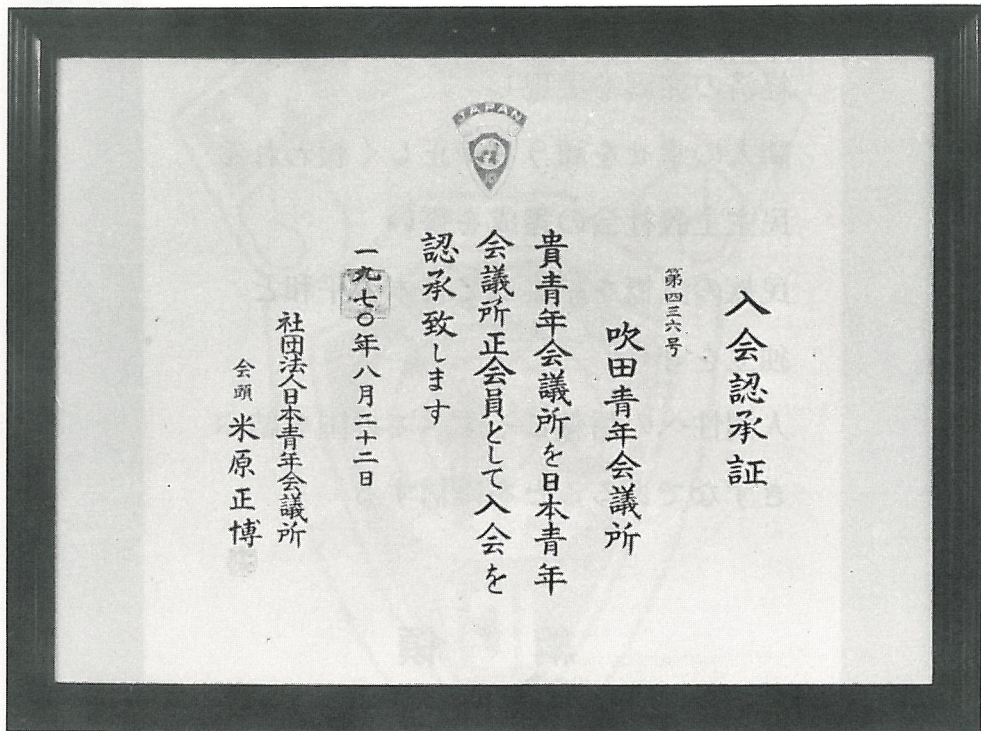 JAPAN
入会認承証
第四三六号
吹田青年会議所
貴青年会議所を日本青年
会議所正会員として入会を
認承致します
一九七〇年八月二十二日
社団法人日本青年会議所
会頭 米原正博